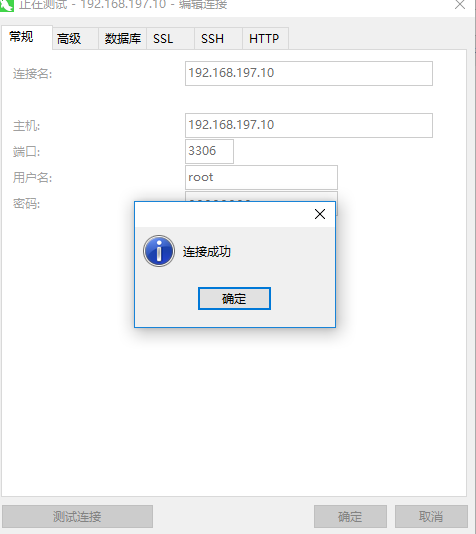 正在测试 - 192.168.197.10 - 编辑连接
常规 高级 数据库 SSL SSH HTTP
连接名: 192.168.197.10
主机: 192.168.197.10
端口: 3306
用户名: root
密码:
连接成功
确定
测试连接 确定 取消